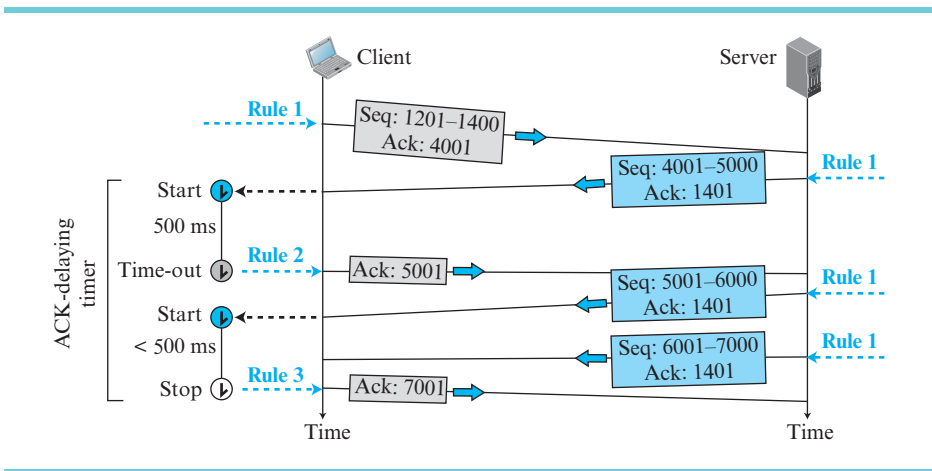 Client
Server
Rule 1
Seq: 1201–1400
Ack: 4001
Rule 1
Seq: 4001–5000
Ack: 1401
Start
500 ms
Time-out
Rule 2
Ack: 5001
Rule 1
Seq: 5001–6000
Ack: 1401
Start
< 500 ms
Rule 1
Seq: 6001–7000
Ack: 1401
Stop
Rule 3
Ack: 7001
ACK-delaying
timer
Time
Time